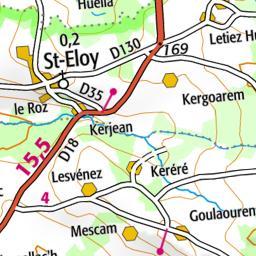 Huella
0,2
St-Eloy
D130
169
Letiez Hu
D35
le Roz
Kergoarem
Kerjean
15,5
D18
Lesvénez
Keréré
4
Goulaouren
Mescam